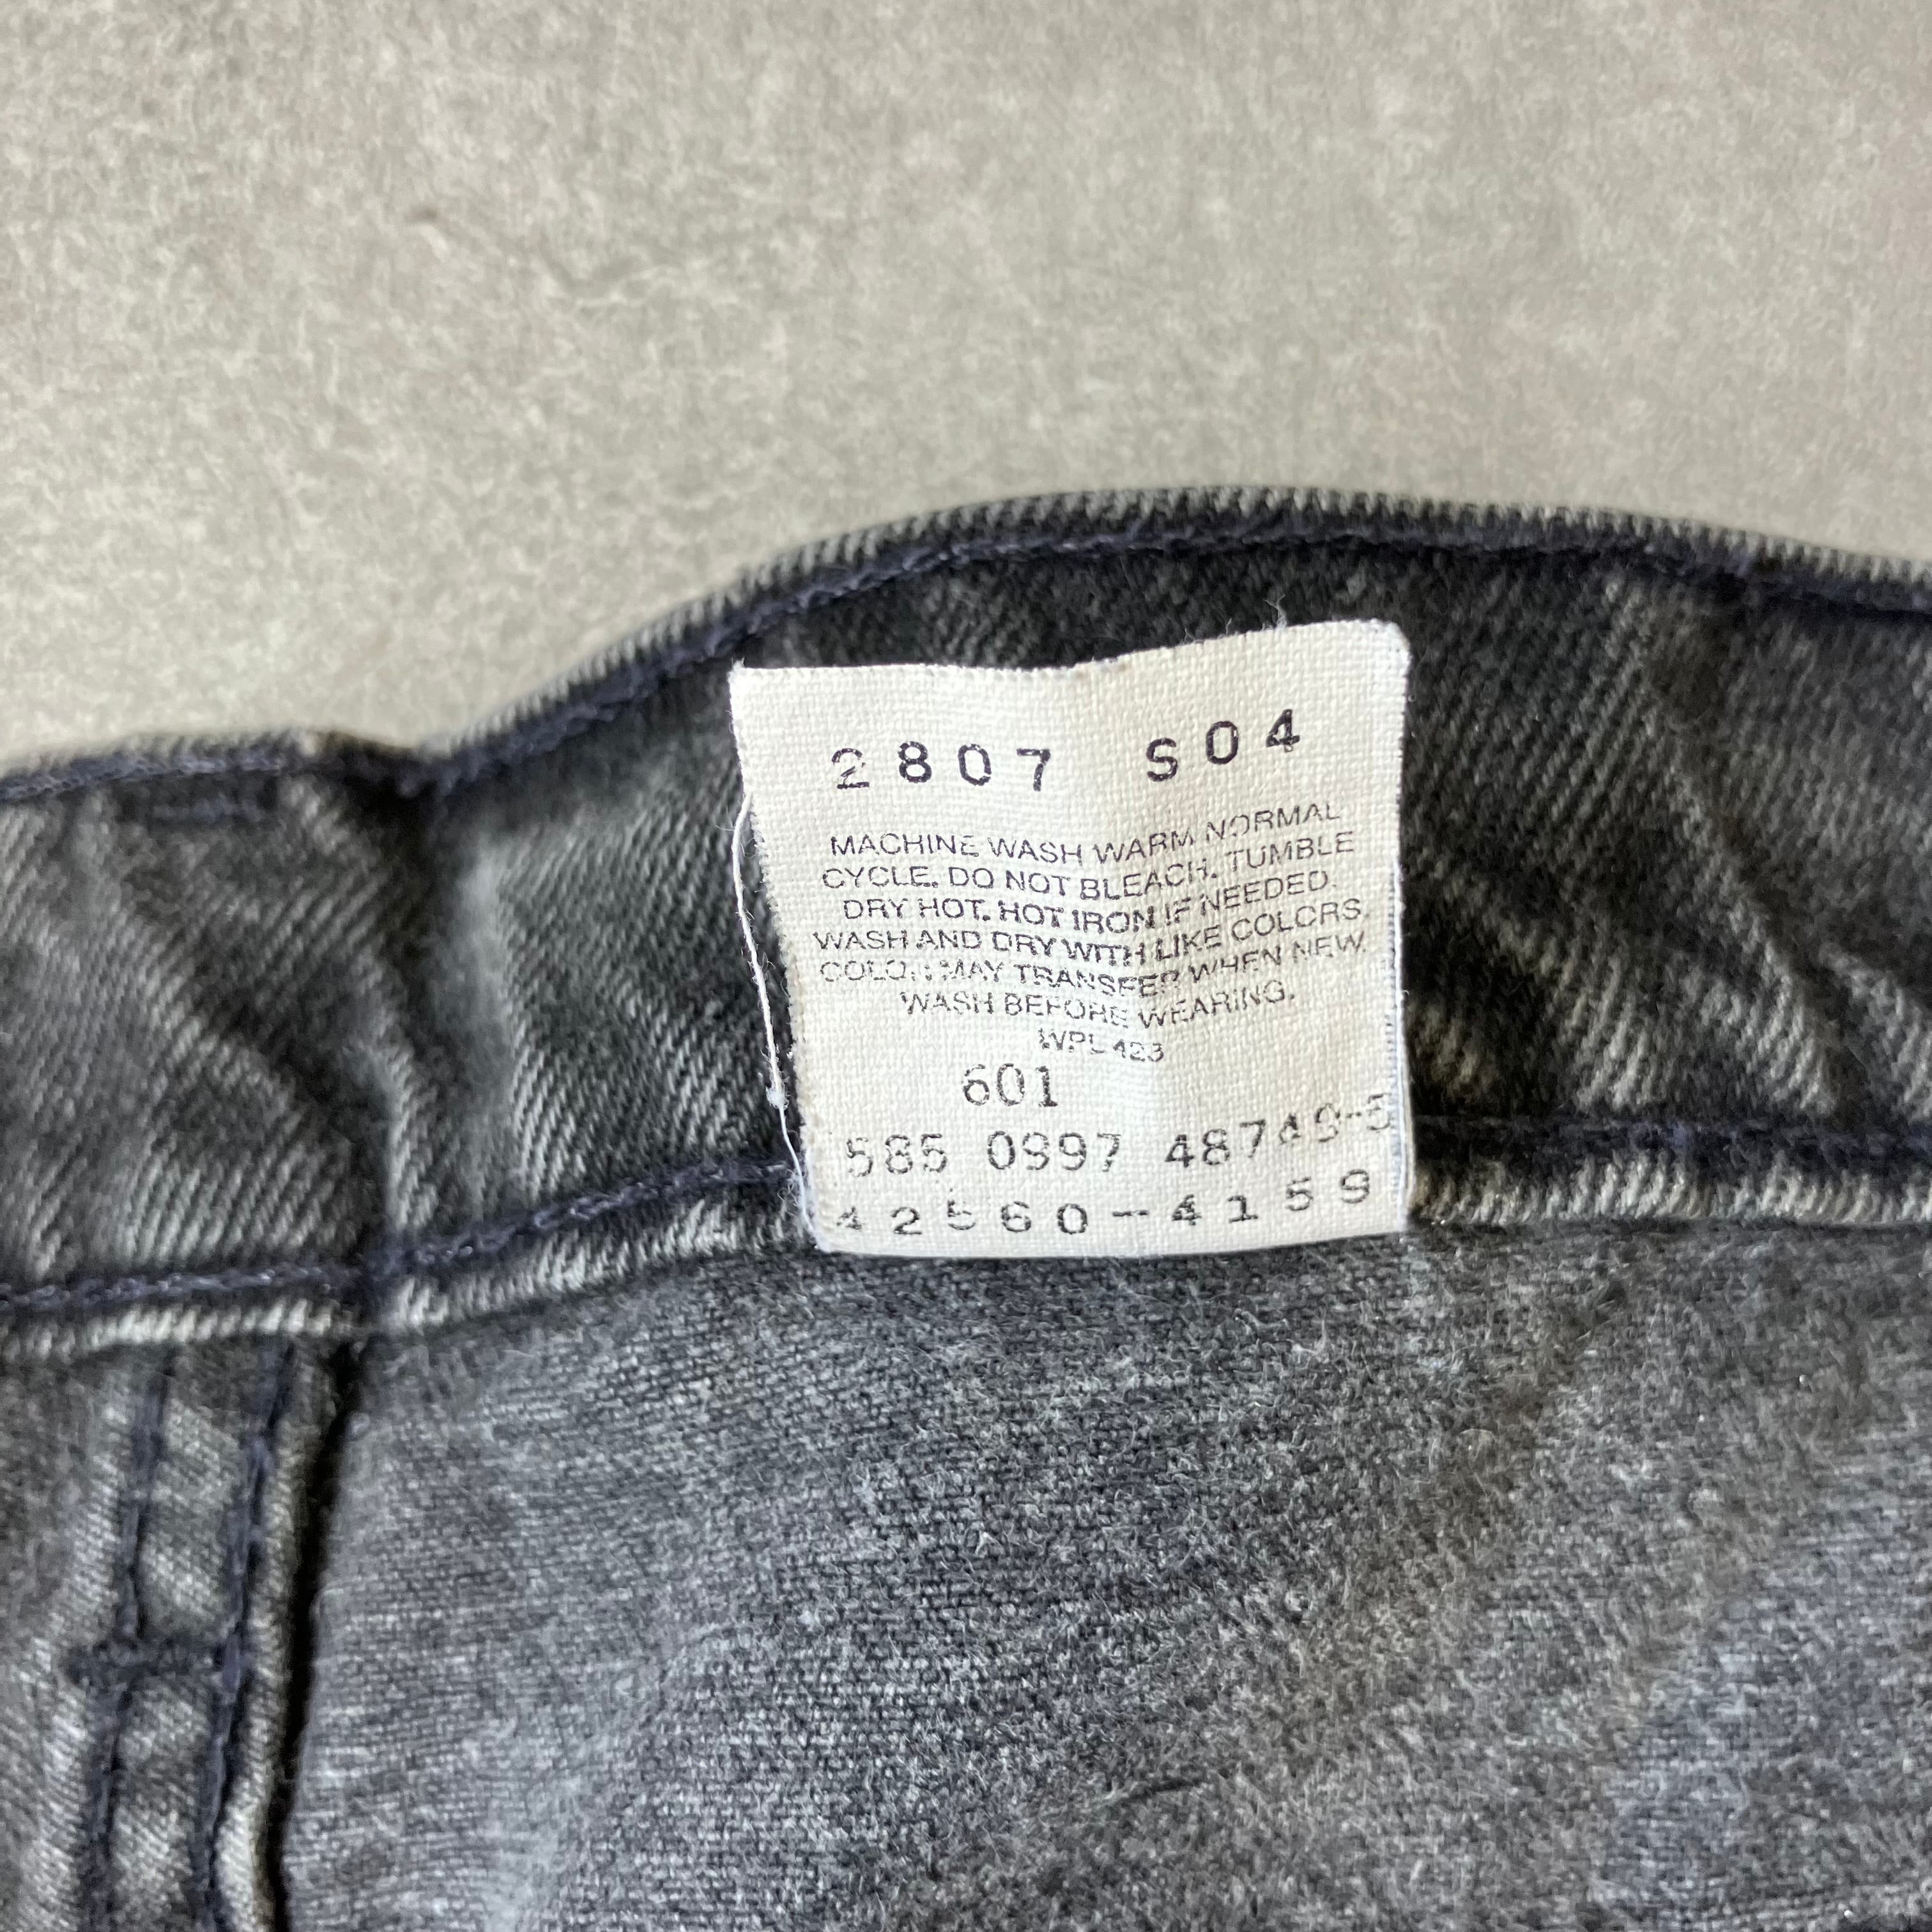 2807 S04
MACHINE WASH WARM NORMAL
CYCLE. DO NOT BLEACH. TUMBLE
DRY HOT. HOT IRON IF NEEDED.
WASH AND DRY WITH LIKE COLORS.
COLOR MAY TRANSFER WHEN NEW.
WASH BEFORE WEARING.
WPL 423
601
585 0997 48749-5
42560-4159